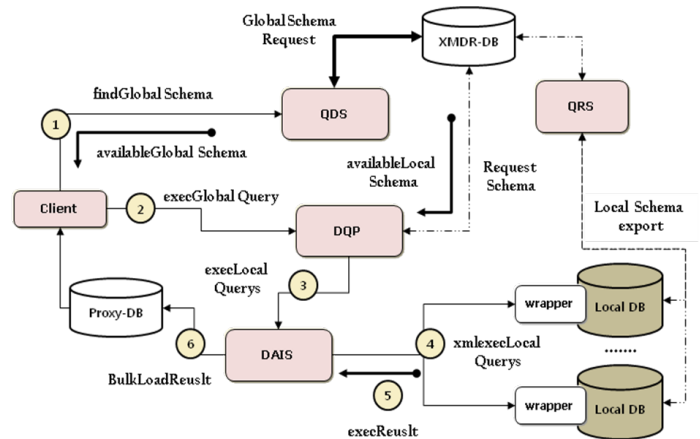 GlobalSchema
Request
XMDR-DB
findGlobal Schema
1
QDS
QRS
availableGlobal Schema
availableLocal
Schema
Request
Schema
Client
2
execGlobal Query
DQP
Local Schema
export
execLocal
Querys
3
Proxy-DB
wrapper
Local DB
6
DAIS
4
xmlexecLocal
Querys
.......
BulkLoadReuslt
5
wrapper
Local DB
execReuslt